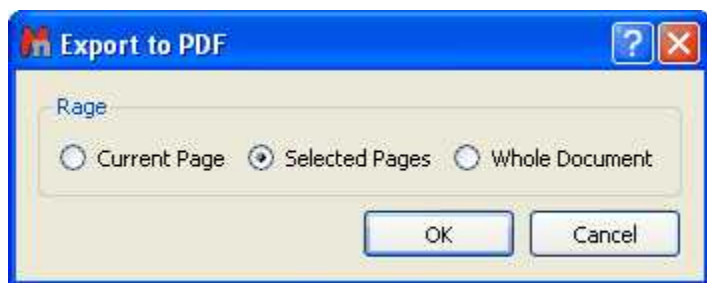 Export to PDF
Rage
Current Page Selected Pages Whole Document
OK Cancel